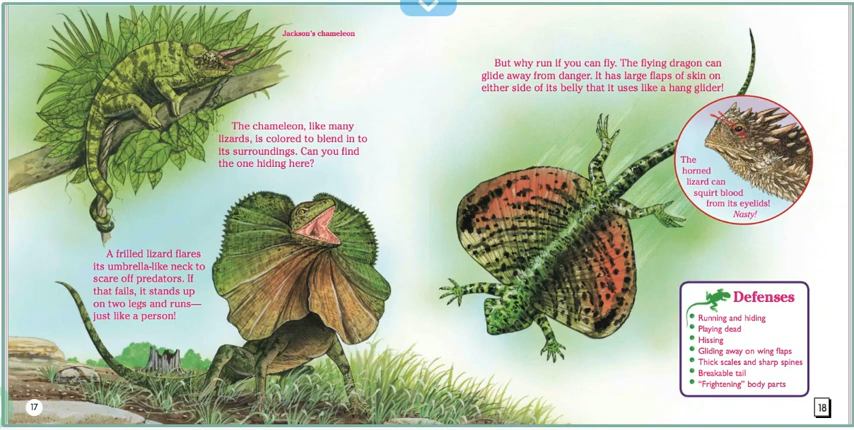 Jackson's chameleon
The chameleon, like many
lizards, is colored to blend in to
its surroundings. Can you find
the one hiding here?
A frilled lizard flares
its umbrella-like neck to
scare off predators. If
that fails, it stands up
on two legs and runs—
just like a person!
17
But why run if you can fly. The flying dragon can
glide away from danger. It has large flaps of skin on
either side of its belly that it uses like a hang glider!
The
horned
lizard can
squirt blood
from its eyelids!
Nasty!
Defenses
Running and hiding
Playing dead
Hissing
Gliding away on wing flaps
Thick scales and sharp spines
Breakable tail
"Frightening" body parts
18